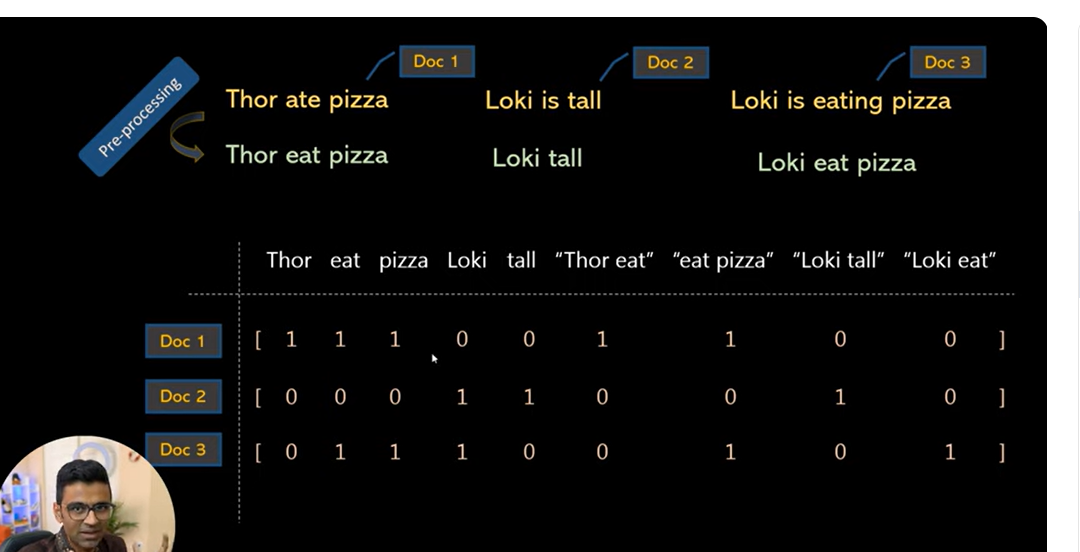 Doc 1 Doc 2 Doc 3
Pre-processing
Thor ate pizza Loki is tall Loki is eating pizza
Thor eat pizza Loki tall Loki eat pizza
Thor eat pizza Loki tall “Thor eat” “eat pizza” “Loki tall” “Loki eat”
Doc 1 [ 1 1 1 0 0 1 1 0 0 ]
Doc 2 [ 0 0 0 1 1 0 0 1 0 ]
Doc 3 [ 0 1 1 1 0 0 1 0 1 ]